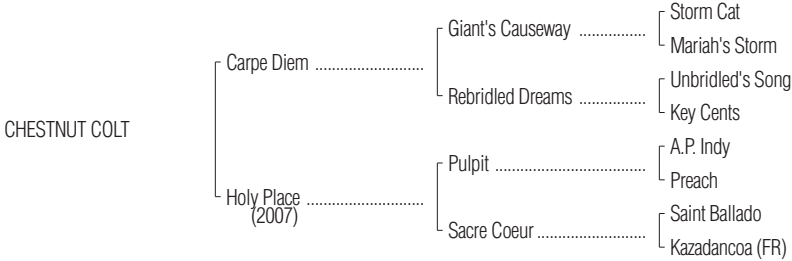 Storm Cat
Giant's Causeway ................
Mariah's Storm
Carpe Diem ..........................
Unbridled's Song
Rebridled Dreams ................
Key Cents
CHESTNUT COLT
A.P. Indy
Pulpit ..............................
Preach
Holy Place ............................
(2007)
Saint Ballado
Sacre Coeur ..........................
Kazadancoa (FR)